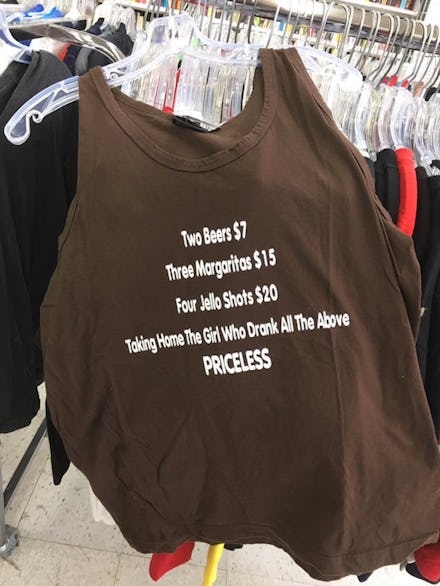 Two Beers $7
Three Margaritas $15
Four Jello Shots $20
Taking Home The Girl Who Drank All The Above
PRICELESS